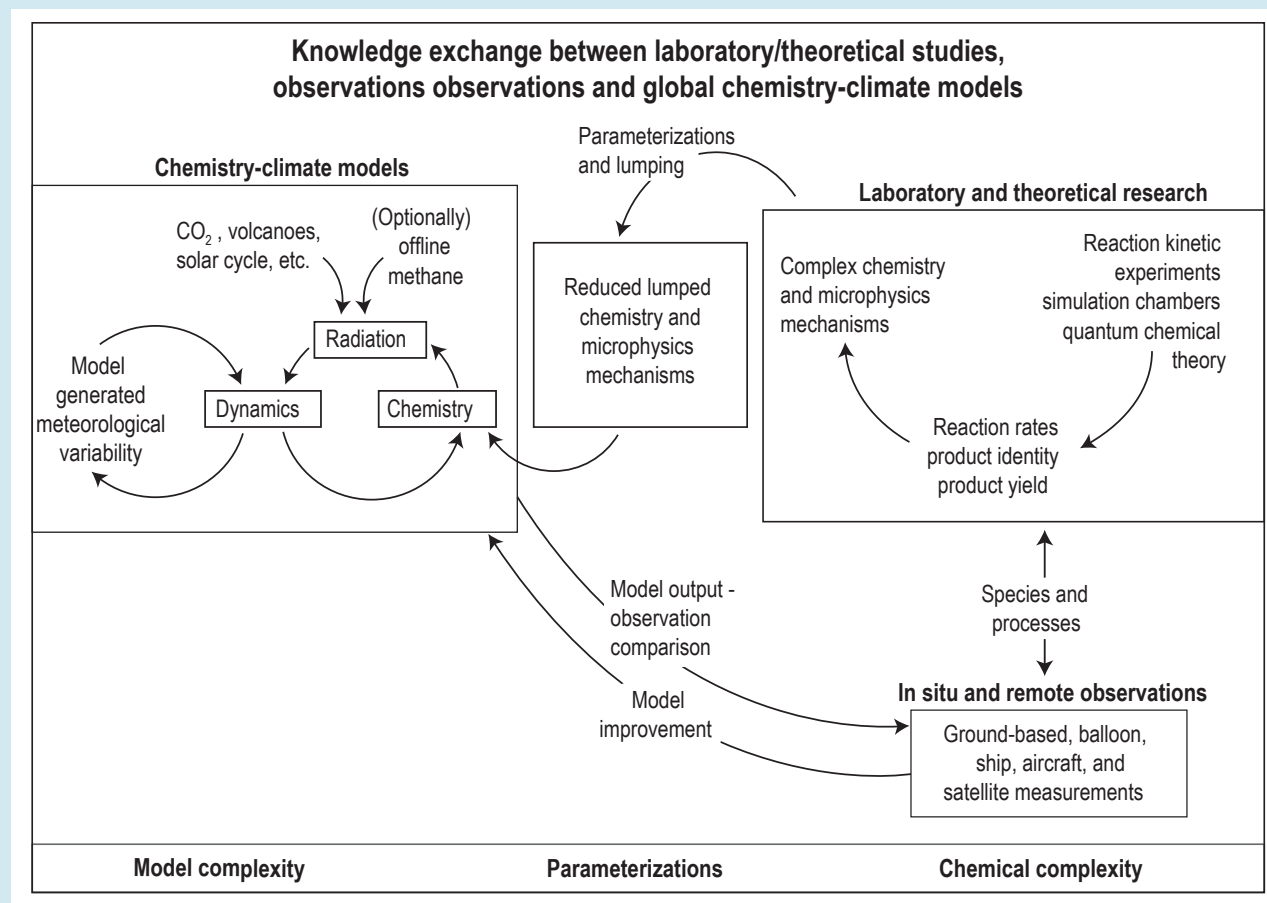 Knowledge exchange between laboratory/theoretical studies,
observations observations and global chemistry-climate models
Chemistry-climate models
CO2 , volcanoes,
solar cycle, etc.
(Optionally)
offline
methane
Radiation
Model
generated
meteorological
variability
Dynamics
Chemistry
Parameterizations
and lumping
Reduced lumped
chemistry and
microphysics
mechanisms
Laboratory and theoretical research
Complex chemistry
and microphysics
mechanisms
Reaction kinetic
experiments
simulation chambers
quantum chemical
theory
Reaction rates
product identity
product yield
Model output -
observation
comparison
Model
improvement
Species and
processes
In situ and remote observations
Ground-based, balloon,
ship, aircraft, and
satellite measurements
Model complexity
Parameterizations
Chemical complexity